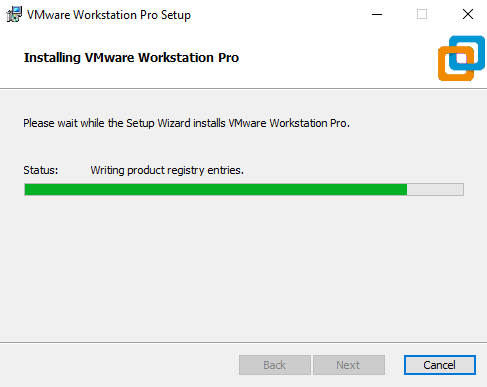 VMware Workstation Pro Setup
Installing VMware Workstation Pro
Please wait while the Setup Wizard installs VMware Workstation Pro.
Status: Writing product registry entries.
Back Next Cancel